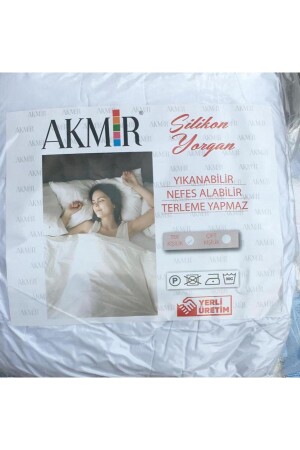 AKMİR®
Silikon
Yorgan
YIKANABİLİR
NEFES ALABİLİR
TERLEME YAPMAZ
P
YERLİ
ÜRETİM